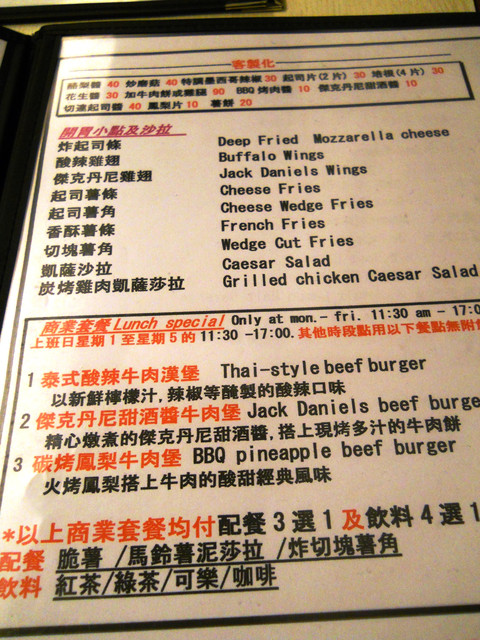 客製化
酪梨醬 40 炒磨菇 40 特調墨西哥辣椒 30 起司片(2片) 30 培根(4片) 30
花生醬 30 加牛肉餅或雞腿 90 BBQ 烤肉醬 10 傑克丹尼甜酒醬 10
切達起司醬 40 鳳梨片 10 薯餅 20
開胃小點及沙拉
炸起司條 Deep Fried Mozzarella cheese
酸辣雞翅 Buffalo Wings
傑克丹尼雞翅 Jack Daniels Wings
起司薯條 Cheese Fries
起司薯角 Cheese Wedge Fries
香酥薯條 French Fries
切塊薯角 Wedge Cut Fries
凱薩沙拉 Caesar Salad
炭烤雞肉凱薩莎拉 Grilled chicken Caesar Salad
商業套餐 Lunch special Only at mon.- fri. 11:30 am - 17:0
上班日星期 1 至星期 5 的 11:30 -17:00. 其他時段點用以下餐點無附
1 泰式酸辣牛肉漢堡 Thai-style beef burger
以新鮮檸檬汁,辣椒等醃製的酸辣口味
2 傑克丹尼甜酒醬牛肉堡 Jack Daniels beef burge
精心燉煮的傑克丹尼甜酒醬,搭上現烤多汁的牛肉餅
3 碳烤鳳梨牛肉堡 BBQ pineapple beef burger
火烤鳳梨搭上牛肉的酸甜經典風味
*以上商業套餐均付配餐 3 選 1 及飲料 4 選 1
配餐 脆薯 /馬鈴薯泥莎拉 /炸切塊薯角
飲料 紅茶/綠茶/可樂/咖啡